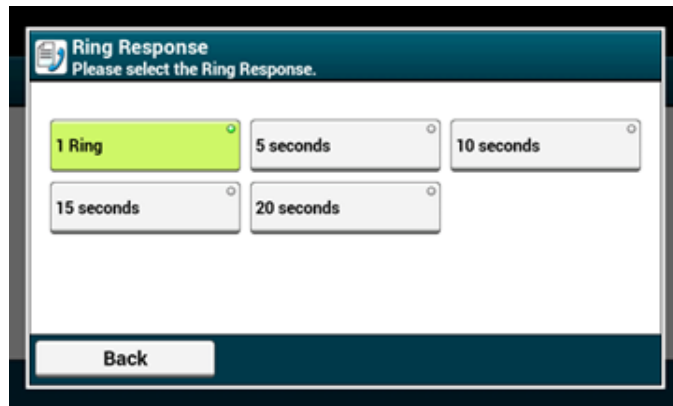 Ring Response
Please select the Ring Response.
1 Ring
5 seconds
10 seconds
15 seconds
20 seconds
Back